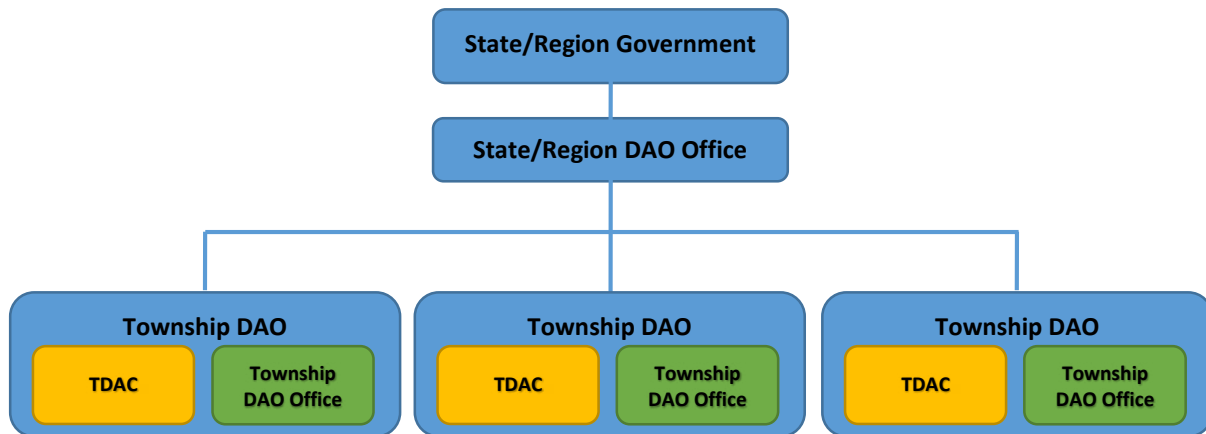 State/Region Government
State/Region DAO Office
Township DAO
Township DAO
Township DAO
TDAC
Township
DAO Office
TDAC
Township
DAO Office
TDAC
Township
DAO Office